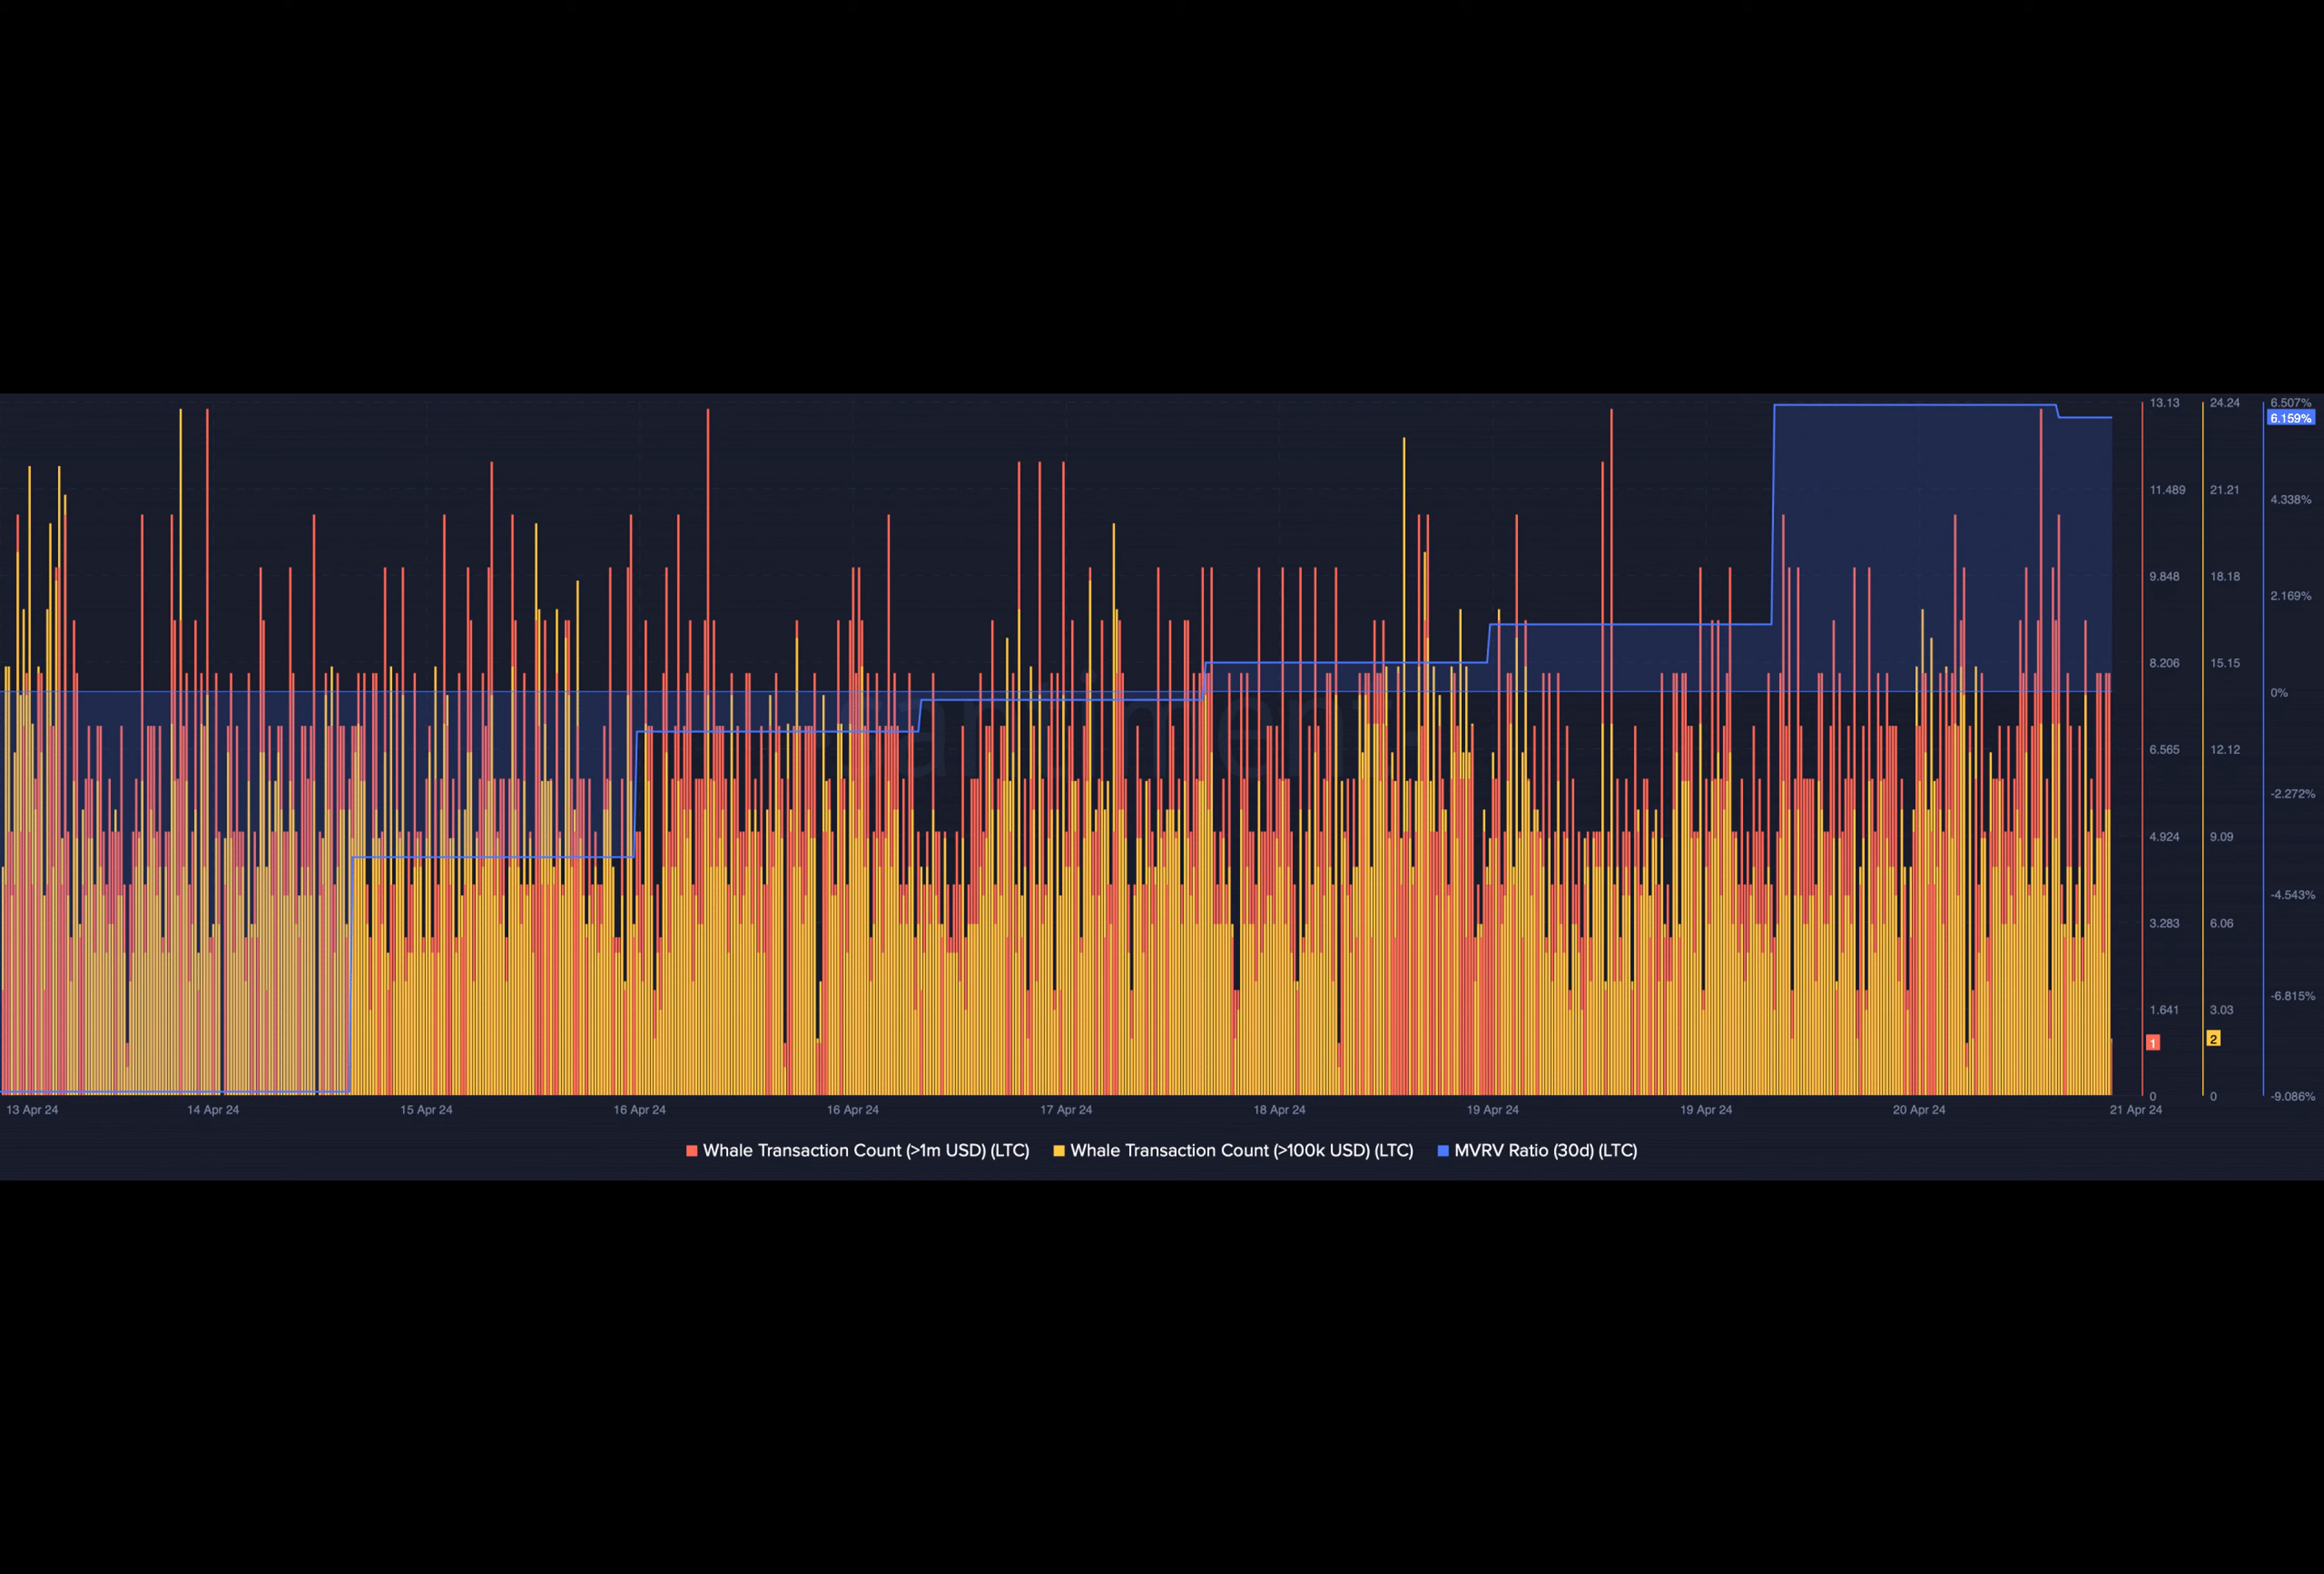 13.13 24.24 6.507%
6.159%
11.489 21.21 4.338%
9.848 18.18 2.169%
8.206 15.15 0%
santiment
6.565 12.12 -2.272%
4.924 9.09 -4.543%
3.283 6.06 -6.815%
1.641 3.03
1 2
0 0 -9.086%
13 Apr 24 14 Apr 24 15 Apr 24 16 Apr 24 16 Apr 24 17 Apr 24 18 Apr 24 19 Apr 24 19 Apr 24 20 Apr 24 21 Apr 24
Whale Transaction Count (>1m USD) (LTC) Whale Transaction Count (>100k USD) (LTC) MVRV Ratio (30d) (LTC)